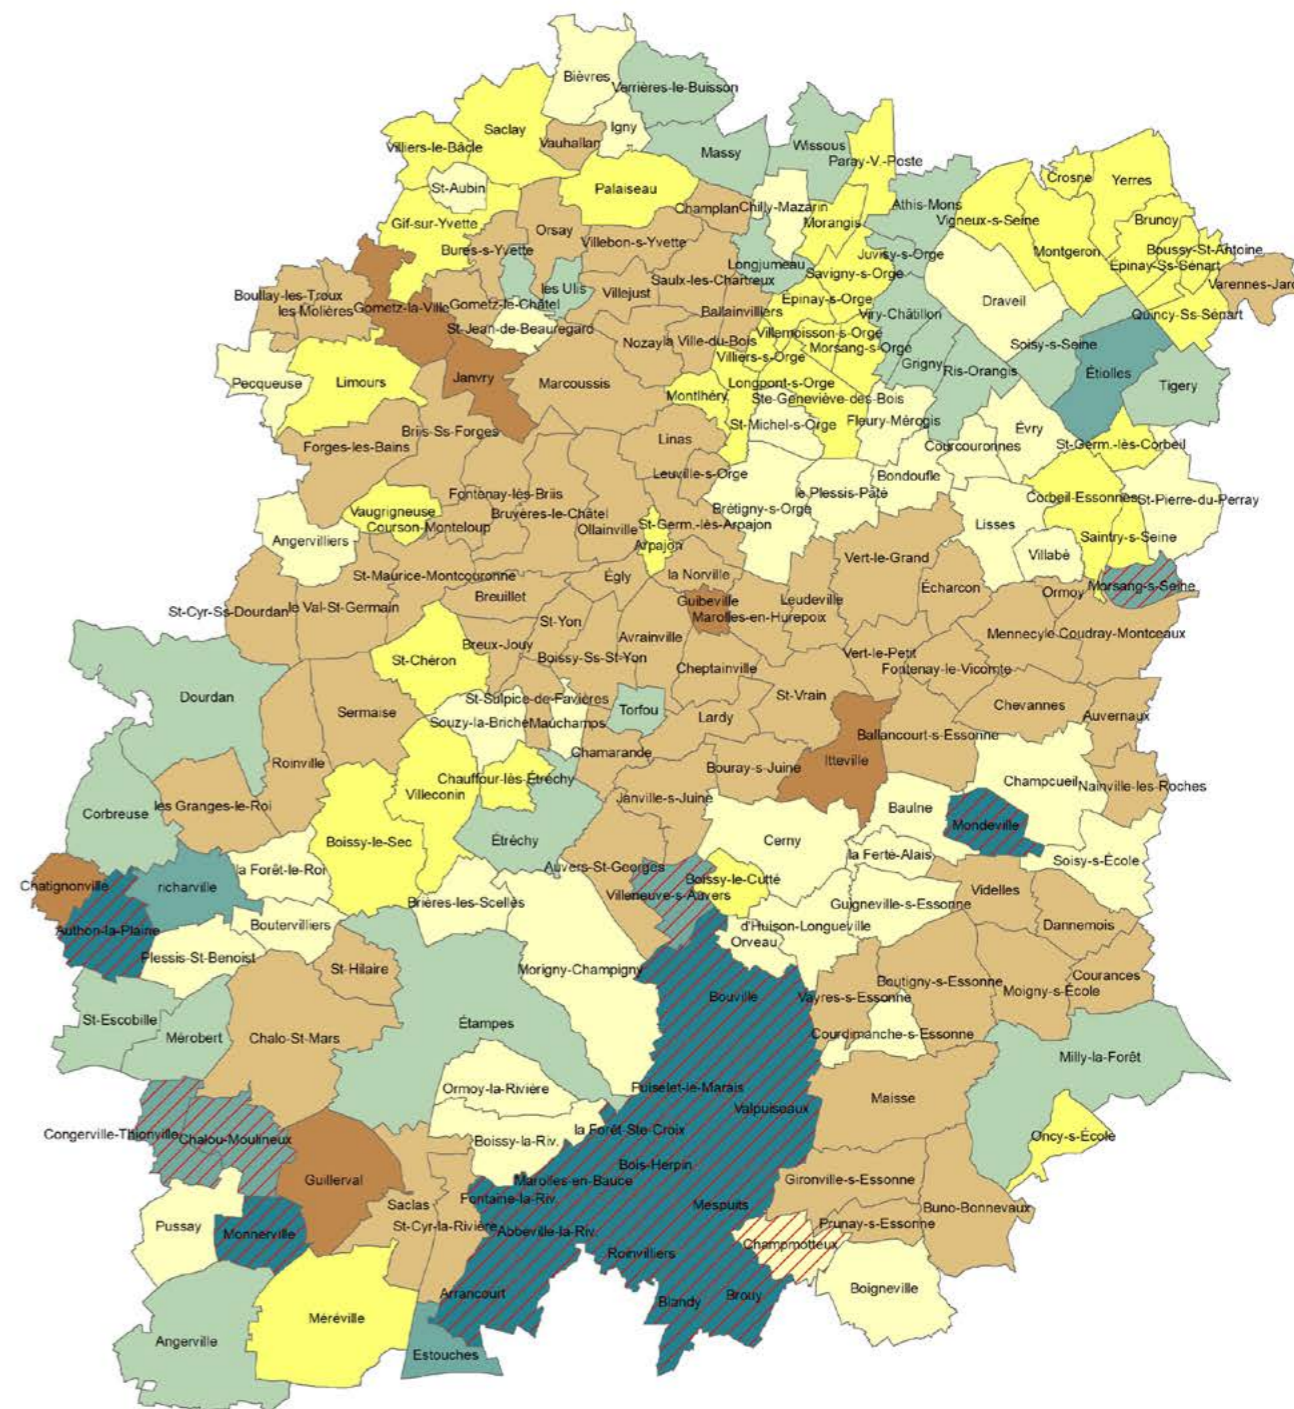 Bièvres
Verrières-le-Buisson
Igny
Saclay
Vauhallan
Villiers-le-Bâcle
Massy
Wissous
Paray-V.-Poste
Crosne
Yerres
St-Aubin
Palaiseau
Champlan
Chilly-Mazarin
Athis-Mons
Vigneux-s-Seine
Brunoy
Gif-sur-Yvette
Morangis
Orsay
Villebon-s-Yvette
Bures-s-Yvette
Montgeron
Boussy-St-Antoine
Juvisy-s-Orge
Épinay-Ss-Sénart
Longjumeau
Savigny-s-Orge
Saulx-les-Chartreux
Varennes-Jarc
les Ulis
Villejust
Boullay-les-Troux
les Molières
Gometz-la-Ville
Gometz-le-Châtel
Épinay-s-Orge
Draveil
Ballainvilliers
Viry-Châtillon
Quincy-Ss-Sénart
St-Jean-de-Beauregard
Nozay
la Ville-du-Bois
Villemoisson-s-Orge
Morsang-s-Orge
Villiers-s-Orge
Soisy-s-Seine
Grigny
Ris-Orangis
Étiolles
Tigery
Pecqueuse
Limours
Janvry
Marcoussis
Montlhéry
Longpont-s-Orge
Ste-Geneviève-des-Bois
St-Michel-s-Orge
Fleury-Mérogis
Évry
Courcouronnes
St-Germ.-lès-Corbeil
Briis-Ss-Forges
Forges-les-Bains
Linas
Leuville-s-Orge
Bondoufle
le Plessis-Pâté
Corbeil-Essonnes
St-Pierre-du-Perray
Fontenay-lès-Briis
Vaugrigneuse
Courson-Monteloup
Bruyères-le-Châtel
Ollainville
St-Germ.-lès-Arpajon
Arpajon
Brétigny-s-Orge
Lisses
Saintry-s-Seine
Angervilliers
Villabé
Vert-le-Grand
St-Maurice-Montcouronne
Égly
la Norville
Écharcon
Ormoy
Morsang-s-Seine
St-Cyr-Ss-Dourdan
le Val-St-Germain
Breuillet
Guibeville
Leudeville
Marolles-en-Hurepoix
St-Yon
Avrainville
Mennecy
le Coudray-Montceaux
Breux-Jouy
Boissy-Ss-St-Yon
Cheptainville
Vert-le-Petit
Fontenay-le-Vicomte
St-Chéron
Dourdan
St-Vrain
St-Sulpice-de-Favières
Chevannes
Auvernaux
Sermaise
Souzy-la-Briche
Mauchamps
Torfou
Lardy
Ballancourt-s-Essonne
Roinville
Chamarande
Bouray-s-Juine
Itteville
Chauffour-lès-Étréchy
Villeconin
Champcueil
Nainville-les-Roches
Corbreuse
les Granges-le-Roi
Janville-s-Juine
Baulne
Mondeville
Boissy-le-Sec
Étréchy
Cerny
la Ferté-Alais
Soisy-s-École
Auvers-St-Georges
la Forêt-le-Roi
Chatignonville
richarville
Villeneuve-s-Auvers
Boissy-le-Cutté
Videlles
Brières-les-Scellès
Guigneville-s-Essonne
Boutervilliers
Authon-la-Plaine
d'Huison-Longueville
Dannemois
Orveau
Plessis-St-Benoist
St-Hilaire
Morigny-Champigny
Bouville
Vayres-s-Essonne
Boutigny-s-Essonne
Courances
Moigny-s-École
St-Escobille
Mérobert
Chalo-St-Mars
Étampes
Courdimanche-s-Essonne
Milly-la-Forêt
Ormoy-la-Rivière
Puiselet-le-Marais
Valpuiseaux
Maisse
Congerville-Thionville
Chalou-Moulineux
Boissy-la-Riv.
la Forêt-Ste-Croix
Oncy-s-École
Bois-Herpin
Guillerval
Marolles-en-Bauce
Gironville-s-Essonne
Saclas
Fontaine-la-Riv.
Mespuits
Buno-Bonnevaux
Pussay
Monnerville
St-Cyr-la-Rivière
Abbeville-la-Riv.
Prunay-s-Essonne
Champmotteux
Roinvilliers
Boigneville
Arrancourt
Blandy
Brouy
Méréville
Angerville
Estouches